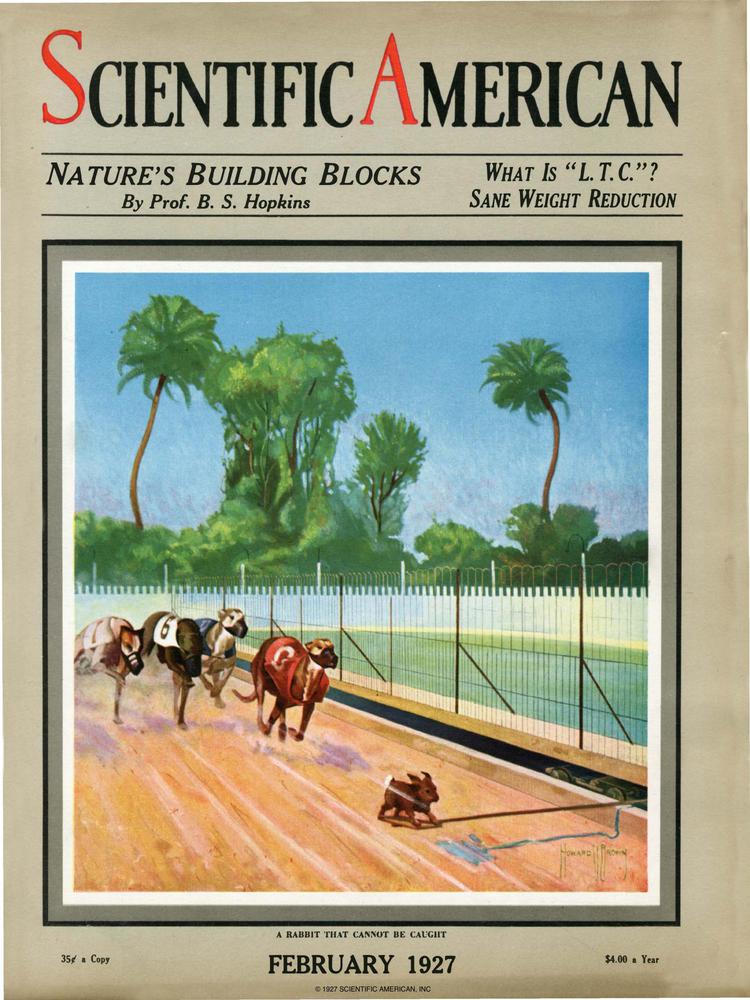 SCIENTIFIC AMERICAN
NATURE'S BUILDING BLOCKS
By Prof. B. S. Hopkins
WHAT IS "L. T. C."?
SANE WEIGHT REDUCTION
6
HOWARD V BROWN
A RABBIT THAT CANNOT BE CAUGHT
35¢ a Copy
FEBRUARY 1927
$4.00 a Year
© 1927 SCIENTIFIC AMERICAN, INC